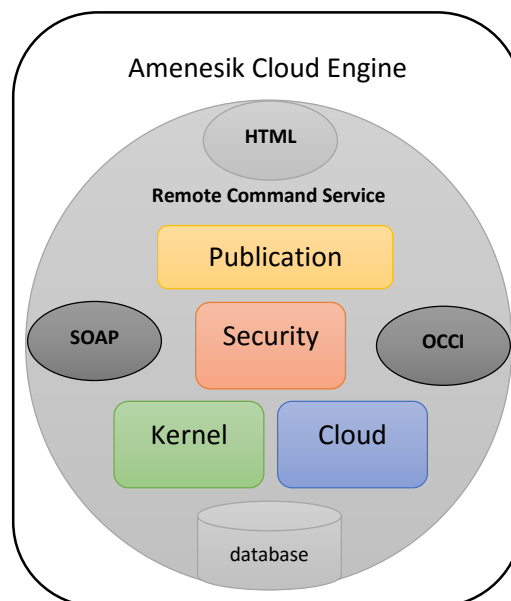 Amenesik Cloud Engine
HTML
Remote Command Service
Publication
SOAP
Security
OCCI
Kernel
Cloud
database